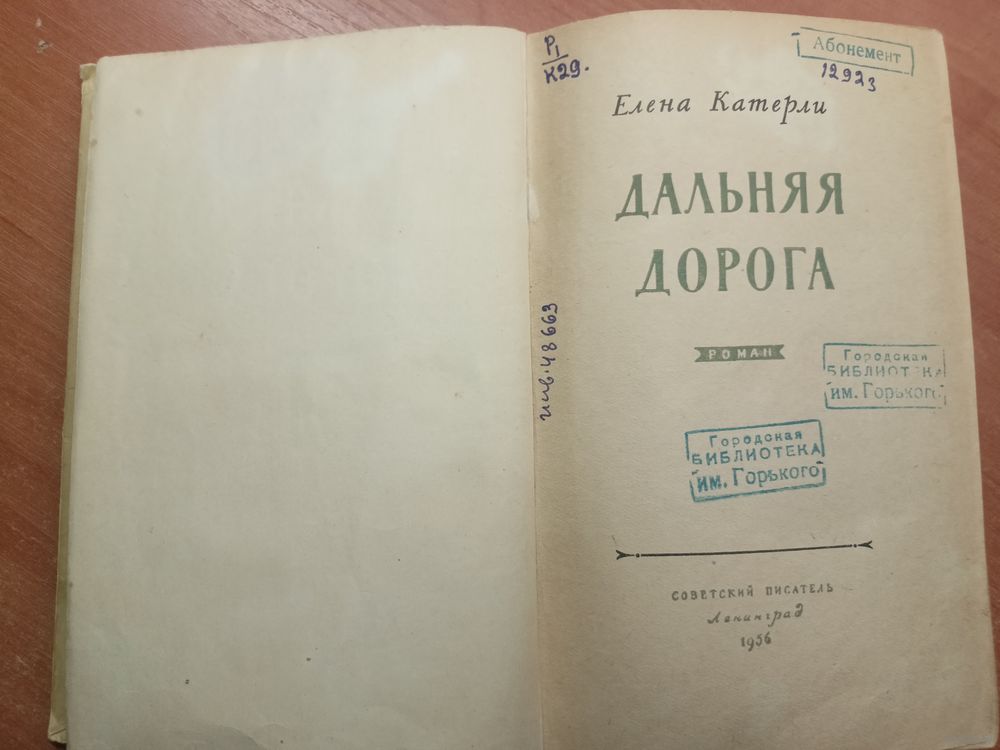 Р1
К29.
Абонемент
12923
Елена Катерли
ДАЛЬНЯЯ
ДОРОГА
РОМАН
инв. 48663
Городская
БИБЛИОТЕКА
им. Горького
Городская
БИБЛИОТЕКА
им. Горького
СОВЕТСКИЙ ПИСАТЕЛЬ
Ленинград
1956